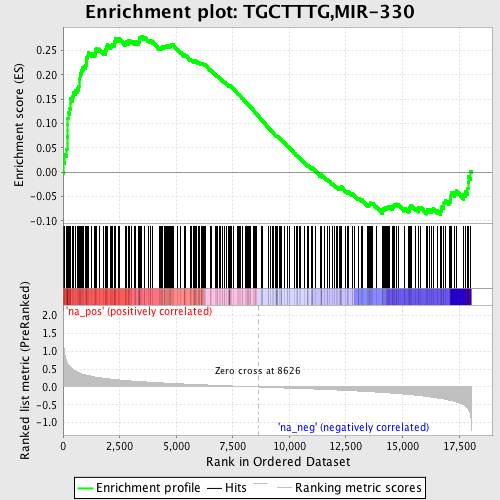 Enrichment plot: TGCTTTG,MIR-330
Enrichment score (ES)
0.25
0.20
0.15
0.10
0.05
0.00
-0.05
-0.10
'na_pos' (positively correlated)
Ranked list metric (PreRanked)
2.0
1.5
1.0
0.5
0.0
-0.5
-1.0
Zero cross at 8626
'na_neg' (negatively correlated)
0 2,500 5,000 7,500 10,000 12,500 15,000 17,500
Rank in Ordered Dataset
Enrichment profile Hits Ranking metric scores